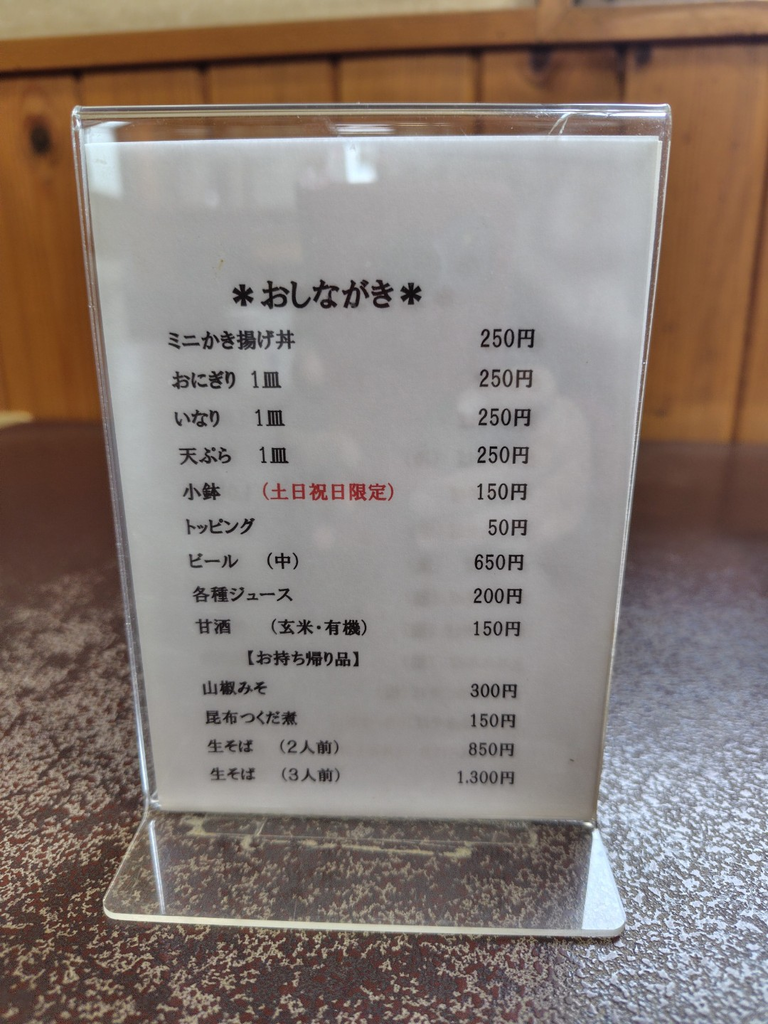 ＊おしながき＊
ミニかき揚げ丼 250円
おにぎり 1皿 250円
いなり 1皿 250円
天ぷら 1皿 250円
小鉢 （土日祝日限定） 150円
トッピング 50円
ビール （中） 650円
各種ジュース 200円
甘酒 （玄米・有機） 150円
【お持ち帰り品】
山椒みそ 300円
昆布つくだ煮 150円
生そば （２人前） 850円
生そば （３人前） 1,300円